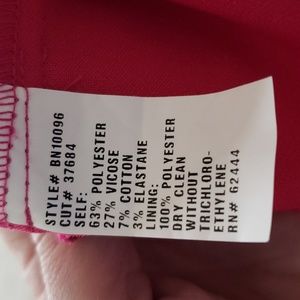 STYLE# BN10096
CUT# 37684
SELF:
63% POLYESTER
27% VISCOSE
7% COTTON
3% ELASTANE
LINING:
100% POLYESTER
DRY CLEAN
WITHOUT
TRICHLORO-
ETHYLENE
RN# 62444